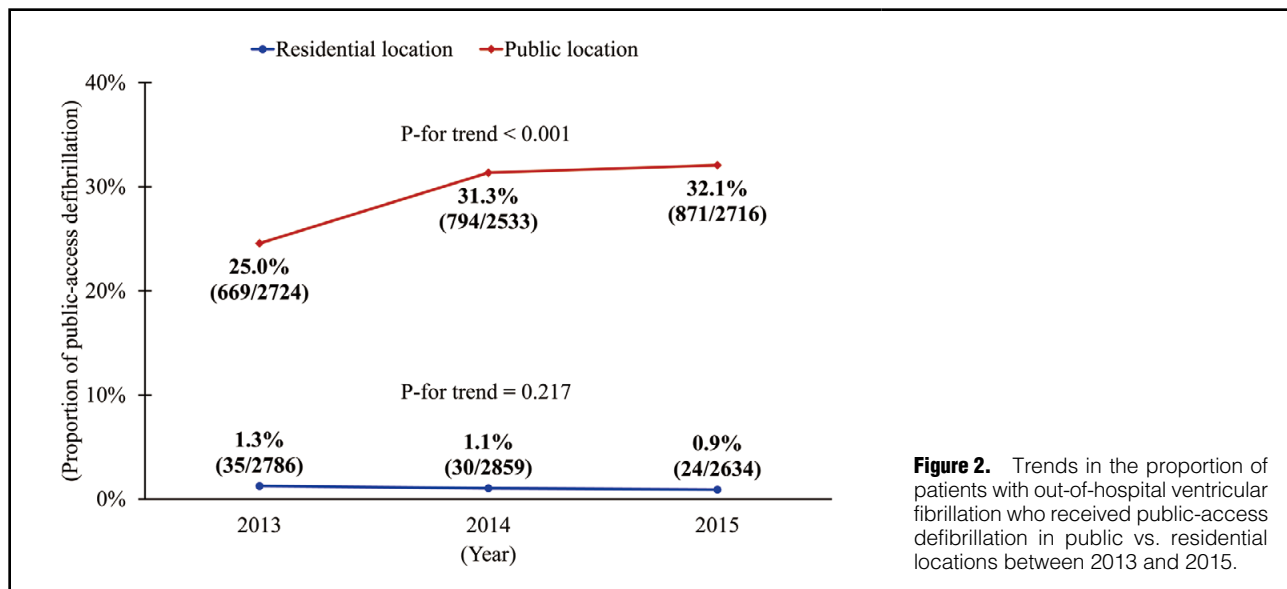 Residential location
Public location
(Proportion of public-access defibrillation)
40%
30%
20%
10%
0%
P-for trend < 0.001
25.0%
(669/2724)
31.3%
(794/2533)
32.1%
(871/2716)
P-for trend = 0.217
1.3%
(35/2786)
1.1%
(30/2859)
0.9%
(24/2634)
2013
2014
2015
(Year)
Figure 2. Trends in the proportion of
patients with out-of-hospital ventricular
fibrillation who received public-access
defibrillation in public vs. residential
locations between 2013 and 2015.